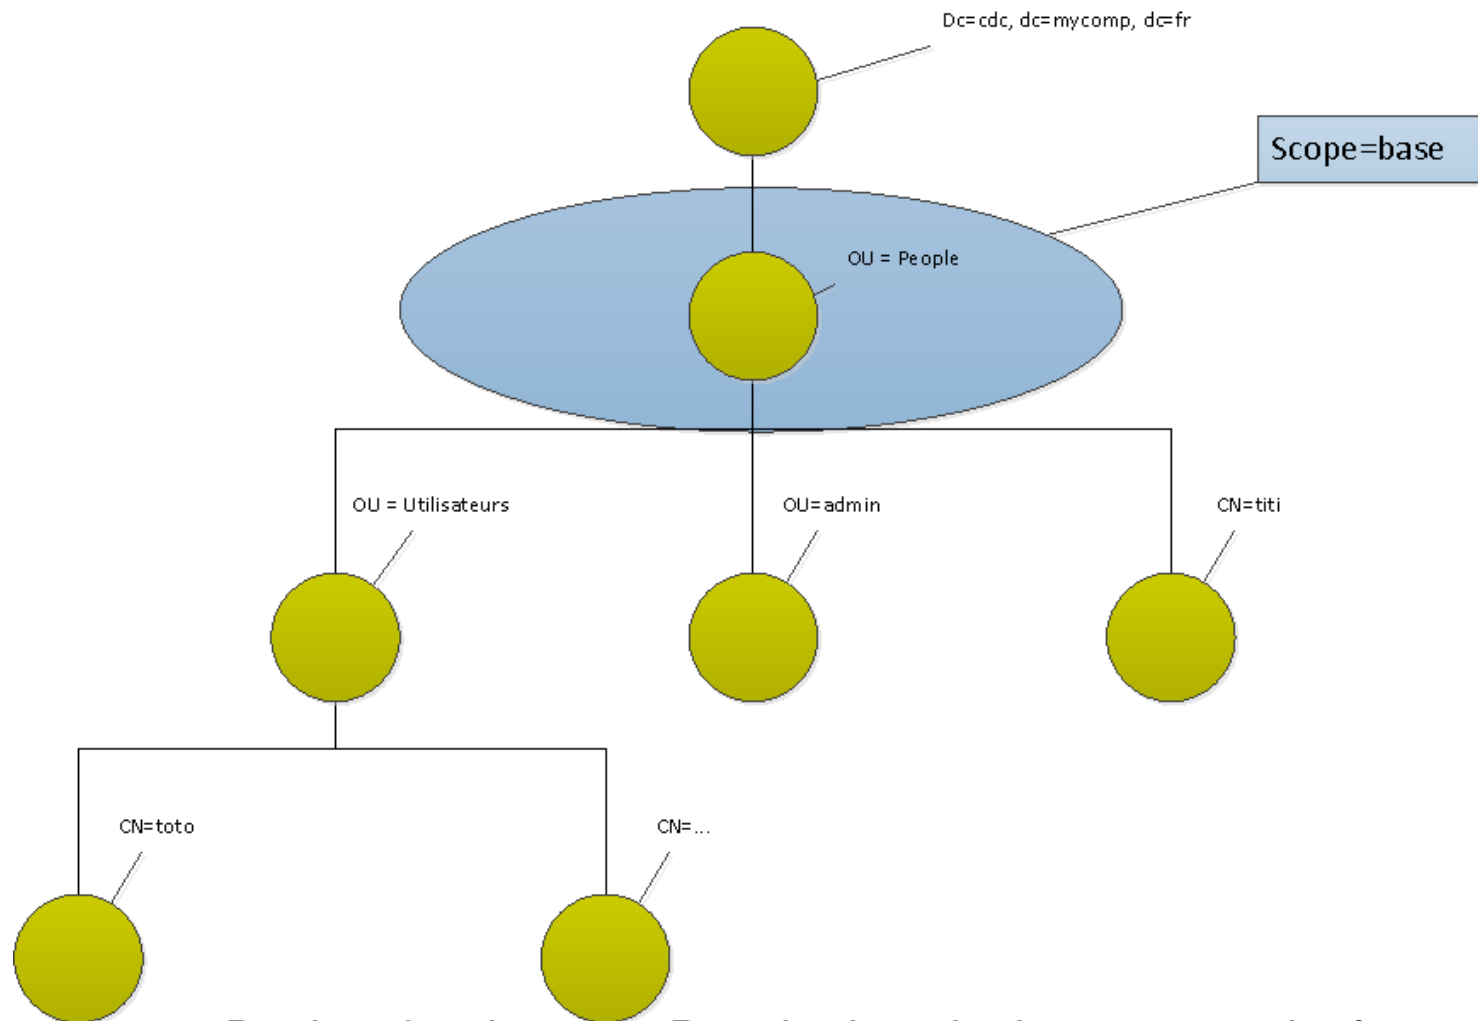 Dc=cdc, dc=mycomp, dc=fr
Scope=base
OU = People
OU = Utilisateurs
OU=admin
CN=titi
CN=toto
CN=...